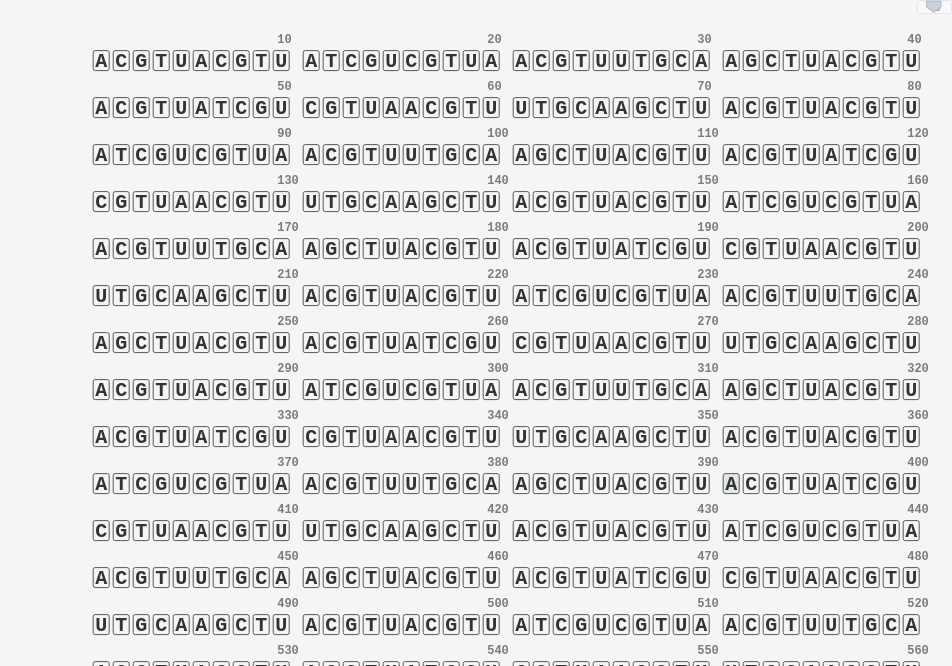 10 20 30 40
ACGTUACGTU ATCGUCGTUA ACGTUUTGCA AGCTUACGTU
50 60 70 80
ACGTUATCGU CGTUAACGTU UTGCAAGCTU ACGTUACGTU
90 100 110 120
ATCGUCGTUA ACGTUUTGCA AGCTUACGTU ACGTUATCGU
130 140 150 160
CGTUAACGTU UTGCAAGCTU ACGTUACGTU ATCGUCGTUA
170 180 190 200
ACGTUUTGCA AGCTUACGTU ACGTUATCGU CGTUAACGTU
210 220 230 240
UTGCAAGCTU ACGTUACGTU ATCGUCGTUA ACGTUUTGCA
250 260 270 280
AGCTUACGTU ACGTUATCGU CGTUAACGTU UTGCAAGCTU
290 300 310 320
ACGTUACGTU ATCGUCGTUA ACGTUUTGCA AGCTUACGTU
330 340 350 360
ACGTUATCGU CGTUAACGTU UTGCAAGCTU ACGTUACGTU
370 380 390 400
ATCGUCGTUA ACGTUUTGCA AGCTUACGTU ACGTUATCGU
410 420 430 440
CGTUAACGTU UTGCAAGCTU ACGTUACGTU ATCGUCGTUA
450 460 470 480
ACGTUUTGCA AGCTUACGTU ACGTUATCGU CGTUAACGTU
490 500 510 520
UTGCAAGCTU ACGTUACGTU ATCGUCGTUA ACGTUUTGCA
530 540 550 560